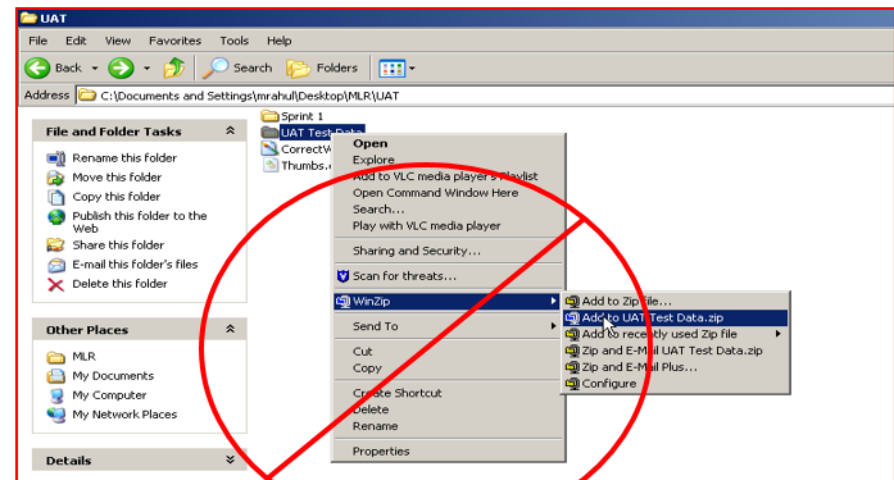 UAT
File Edit View Favorites Tools Help
Back Search Folders
Address C:\Documents and Settings\mrahul\Desktop\MLR\UAT
File and Folder Tasks
Rename this folder
Move this folder
Copy this folder
Publish this folder to the
Web
Share this folder
E-mail this folder's files
Delete this folder
Other Places
MLR
My Documents
My Computer
My Network Places
Details
Sprint 1
UAT Test Data
CorrectW
Thumbs.
Open
Explore
Add to VLC media player's Playlist
Open Command Window Here
Search...
Play with VLC media player
Sharing and Security...
Scan for threats...
WinZip
Send To
Cut
Copy
Create Shortcut
Delete
Rename
Properties
Add to Zip file...
Add to UAT Test Data.zip
Add to recently used Zip file
Zip and E-Mail UAT Test Data.zip
Zip and E-Mail Plus...
Configure